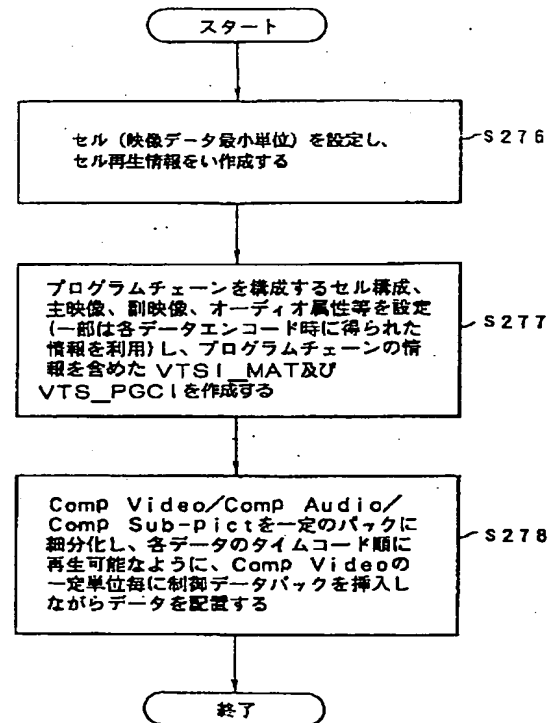 スタート
セル（映像データ最小単位）を設定し、
セル再生情報をい作成する
S276
プログラムチェーンを構成するセル構成、
主映像、副映像、オーディオ属性等を設定
(一部は各データエンコード時に得られた
情報を利用)し、プログラムチェーンの情
報を含めた VTSI_MAT及び
VTS_PGCIを作成する
S277
Comp Video/Comp Audio/
Comp Sub-pictを一定のパックに
細分化し、各データのタイムコード順に
再生可能なように、Comp Videoの
一定単位毎に制御データパックを挿入し
ながらデータを配置する
S278
終了